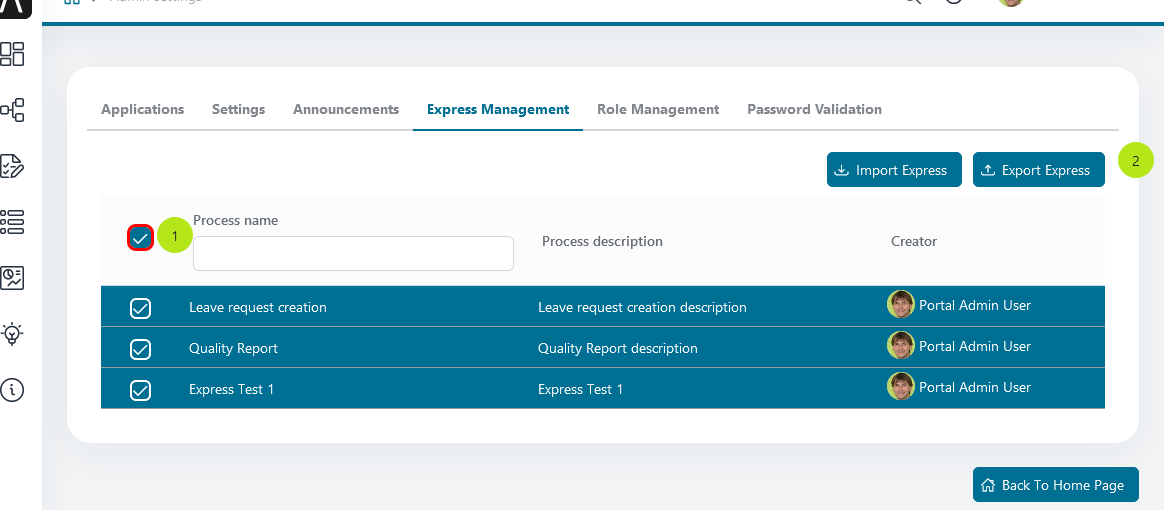 Admin Settings
Applications Settings Announcements Express Management Role Management Password Validation
Import Express Export Express 2
1 Process name
Process description Creator
Leave request creation Leave request creation description Portal Admin User
Quality Report Quality Report description Portal Admin User
Express Test 1 Express Test 1 Portal Admin User
Back To Home Page